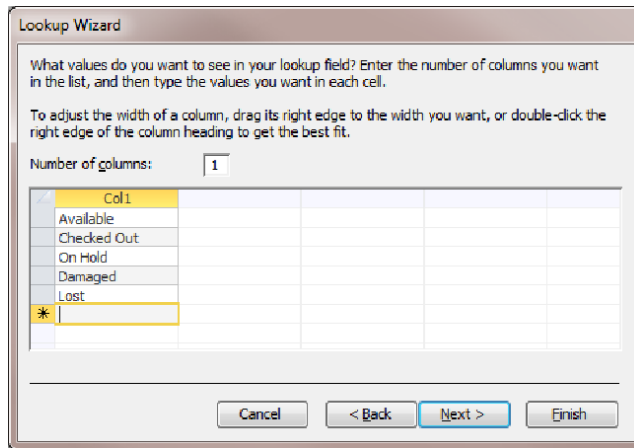 Lookup Wizard
What values do you want to see in your lookup field? Enter the number of columns you want
in the list, and then type the values you want in each cell.
To adjust the width of a column, drag its right edge to the width you want, or double-click the
right edge of the column heading to get the best fit.
Number of columns: 1
Col1
Available
Checked Out
On Hold
Damaged
Lost
Cancel < Back Next > Finish